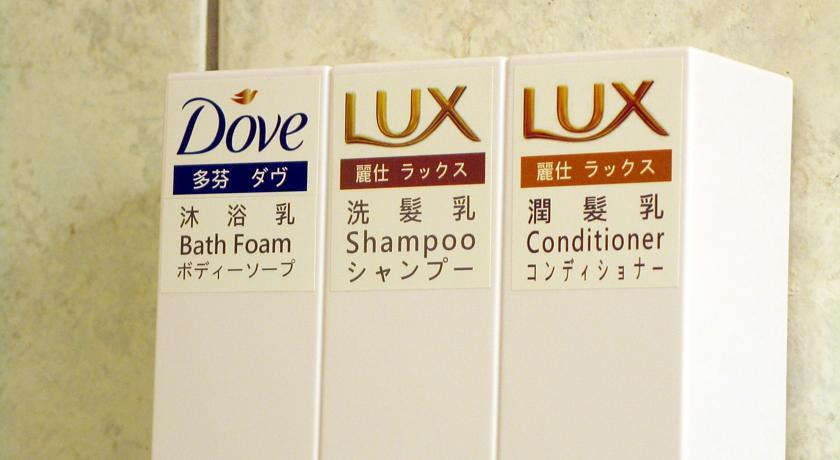 Dove
多芬 ダヴ
沐浴乳
Bath Foam
ボディーソープ
LUX
麗仕 ラックス
洗髮乳
Shampoo
シャンプー
LUX
麗仕 ラックス
潤髮乳
Conditioner
コンディショナー